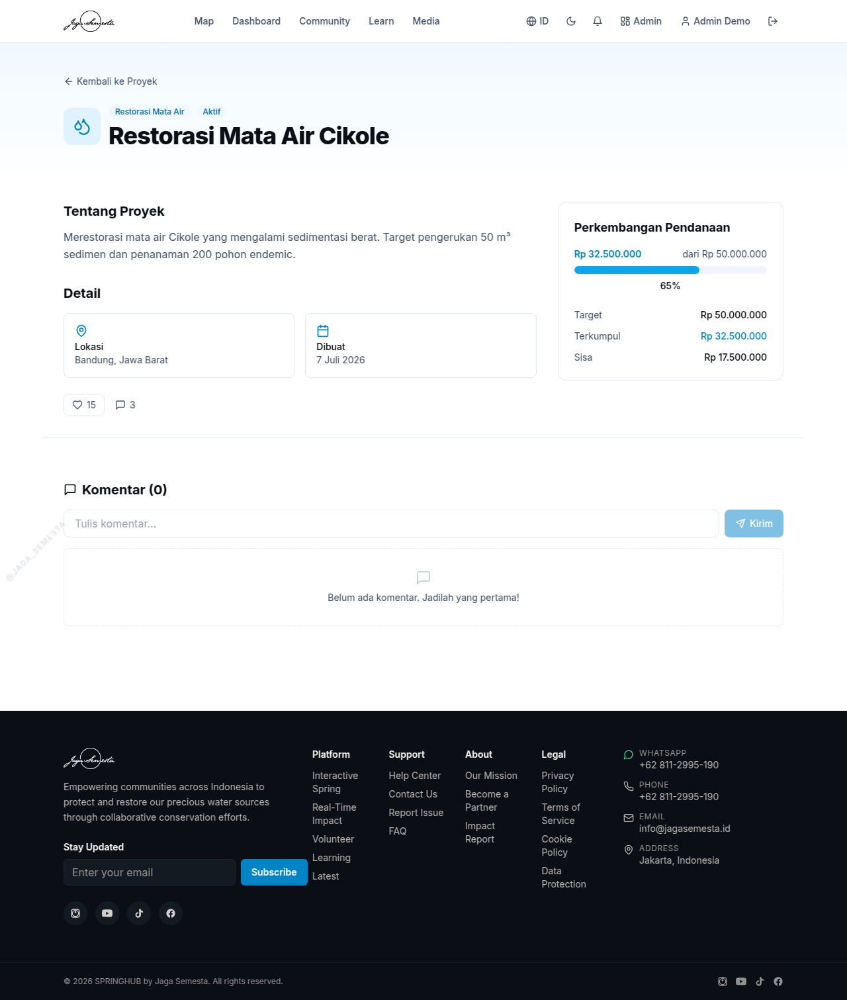 Jaga Semesta
Map
Dashboard
Community
Learn
Media
ID
Admin
Admin Demo
Kembali ke Proyek
Restorasi Mata Air
Aktif
Restorasi Mata Air Cikole
Tentang Proyek
Merestorasi mata air Cikole yang mengalami sedimentasi berat. Target pengerukan 50 m³
sedimen dan penanaman 200 pohon endemic.
Detail
Lokasi
Bandung, Jawa Barat
Dibuat
7 Juli 2026
15
3
Perkembangan Pendanaan
Rp 32.500.000
dari Rp 50.000.000
65%
Target
Rp 50.000.000
Terkumpul
Rp 32.500.000
Sisa
Rp 17.500.000
Komentar (0)
Tulis komentar...
Kirim
@JAGA_SEMESTA
Belum ada komentar. Jadilah yang pertama!
Jaga Semesta
Empowering communities across Indonesia to
protect and restore our precious water sources
through collaborative conservation efforts.
Stay Updated
Enter your email
Subscribe
Platform
Interactive
Spring
Real-Time
Impact
Volunteer
Learning
Latest
Support
Help Center
Contact Us
Report Issue
FAQ
About
Our Mission
Become a
Partner
Impact
Report
Legal
Privacy
Policy
Terms of
Service
Cookie
Policy
Data
Protection
WHATSAPP
+62 811-2995-190
PHONE
+62 811-2995-190
EMAIL
info@jagasemesta.id
ADDRESS
Jakarta, Indonesia
© 2026 SPRINGHUB by Jaga Semesta. All rights reserved.